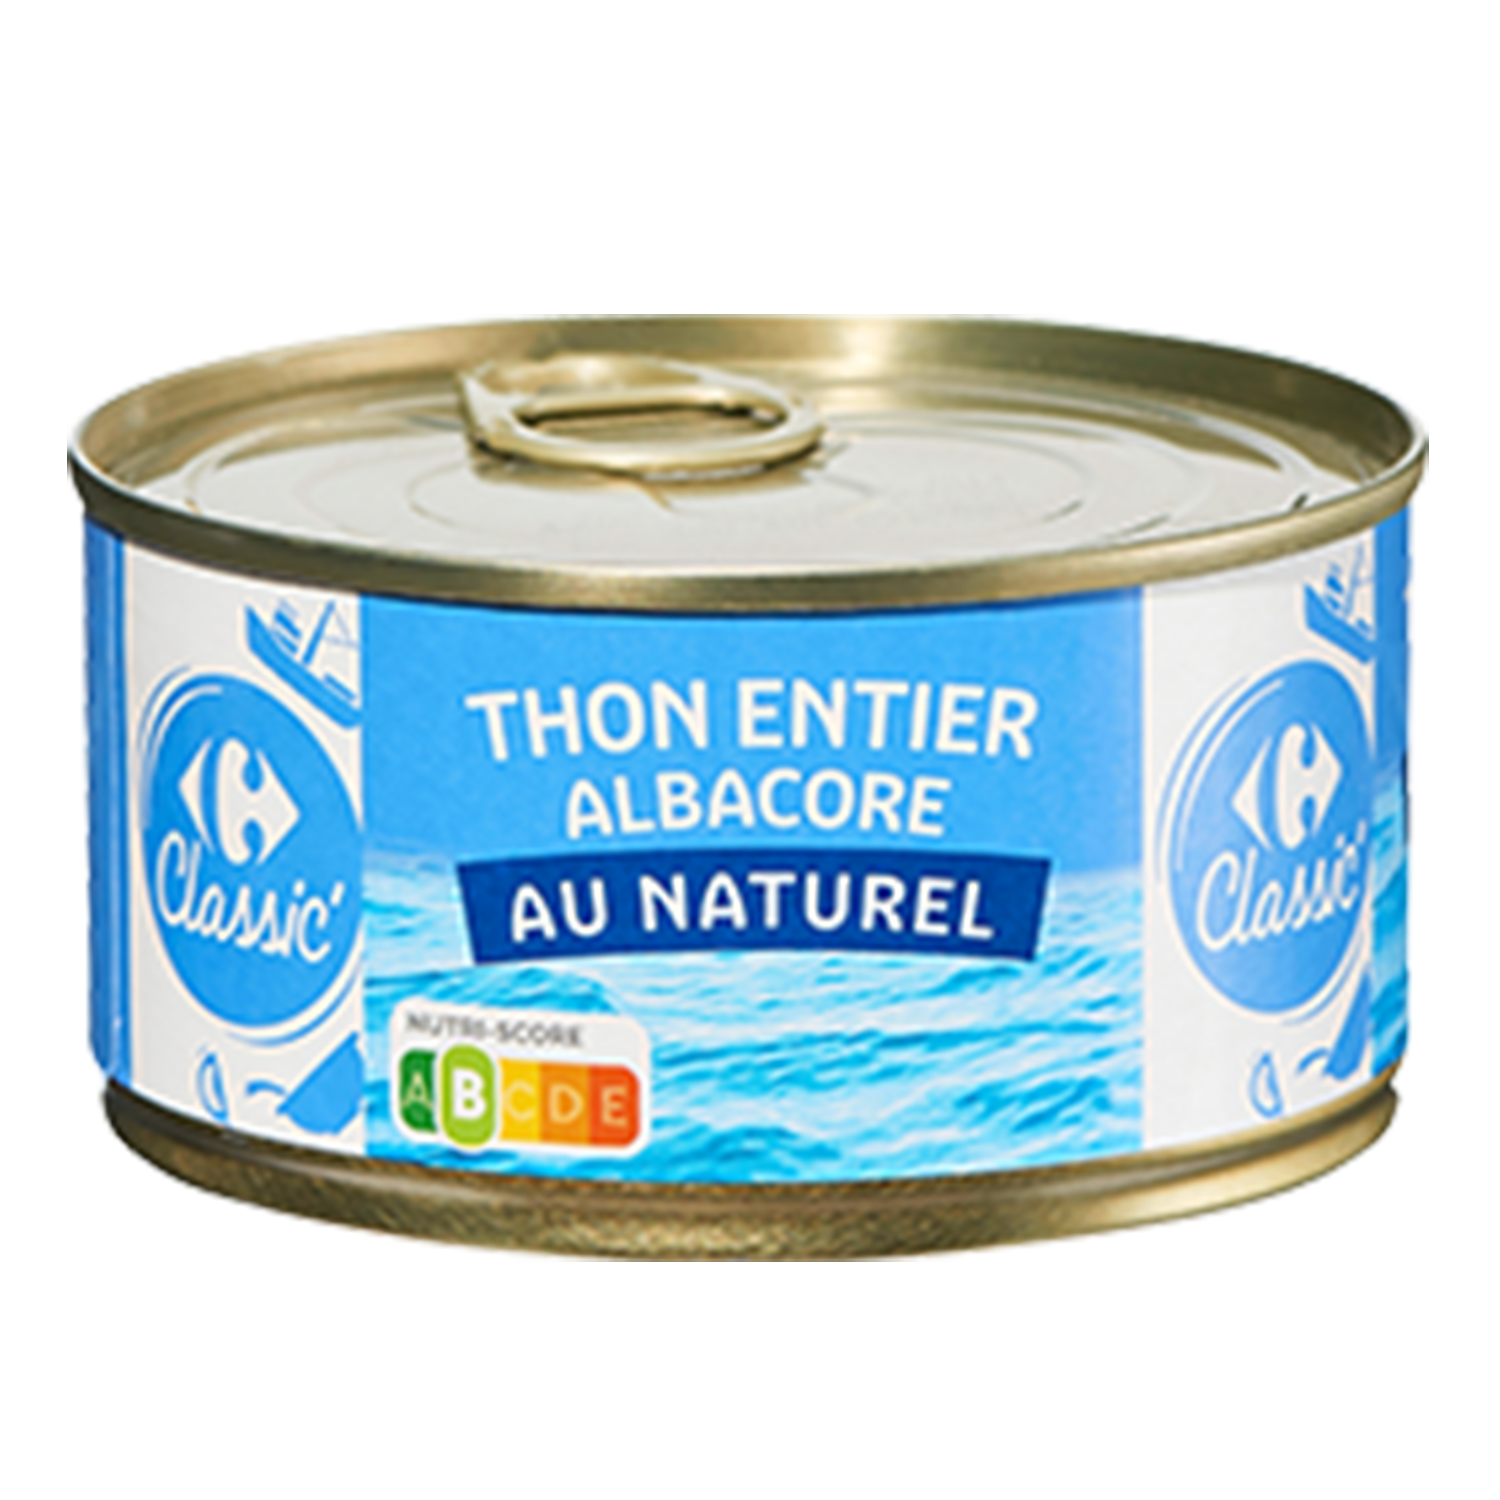 THON ENTIER
ALBACORE
AU NATUREL
Classic'
Classic'
NUTRI-SCORE
A B C D E